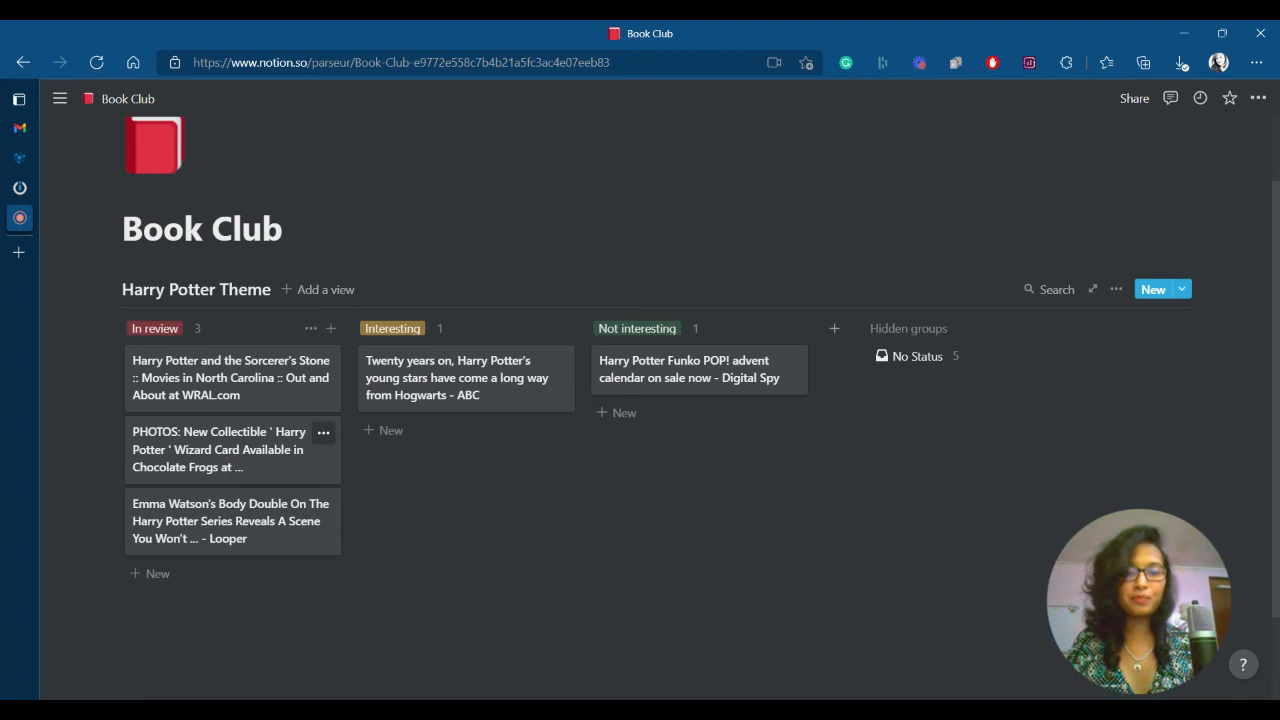 Book Club
https://www.notion.so/parseur/Book-Club-e9772e558c7b4b21a5fc3ac4e07eeb83
Book Club
Share
Book Club
Harry Potter Theme
Add a view
Search
New
In review 3
Harry Potter and the Sorcerer's Stone
:: Movies in North Carolina :: Out and
About at WRAL.com
PHOTOS: New Collectible ' Harry
Potter ' Wizard Card Available in
Chocolate Frogs at ...
Emma Watson's Body Double On The
Harry Potter Series Reveals A Scene
You Won't ... - Looper
New
Interesting 1
Twenty years on, Harry Potter's
young stars have come a long way
from Hogwarts - ABC
New
Not interesting 1
Harry Potter Funko POP! advent
calendar on sale now - Digital Spy
New
Hidden groups
No Status 5
?